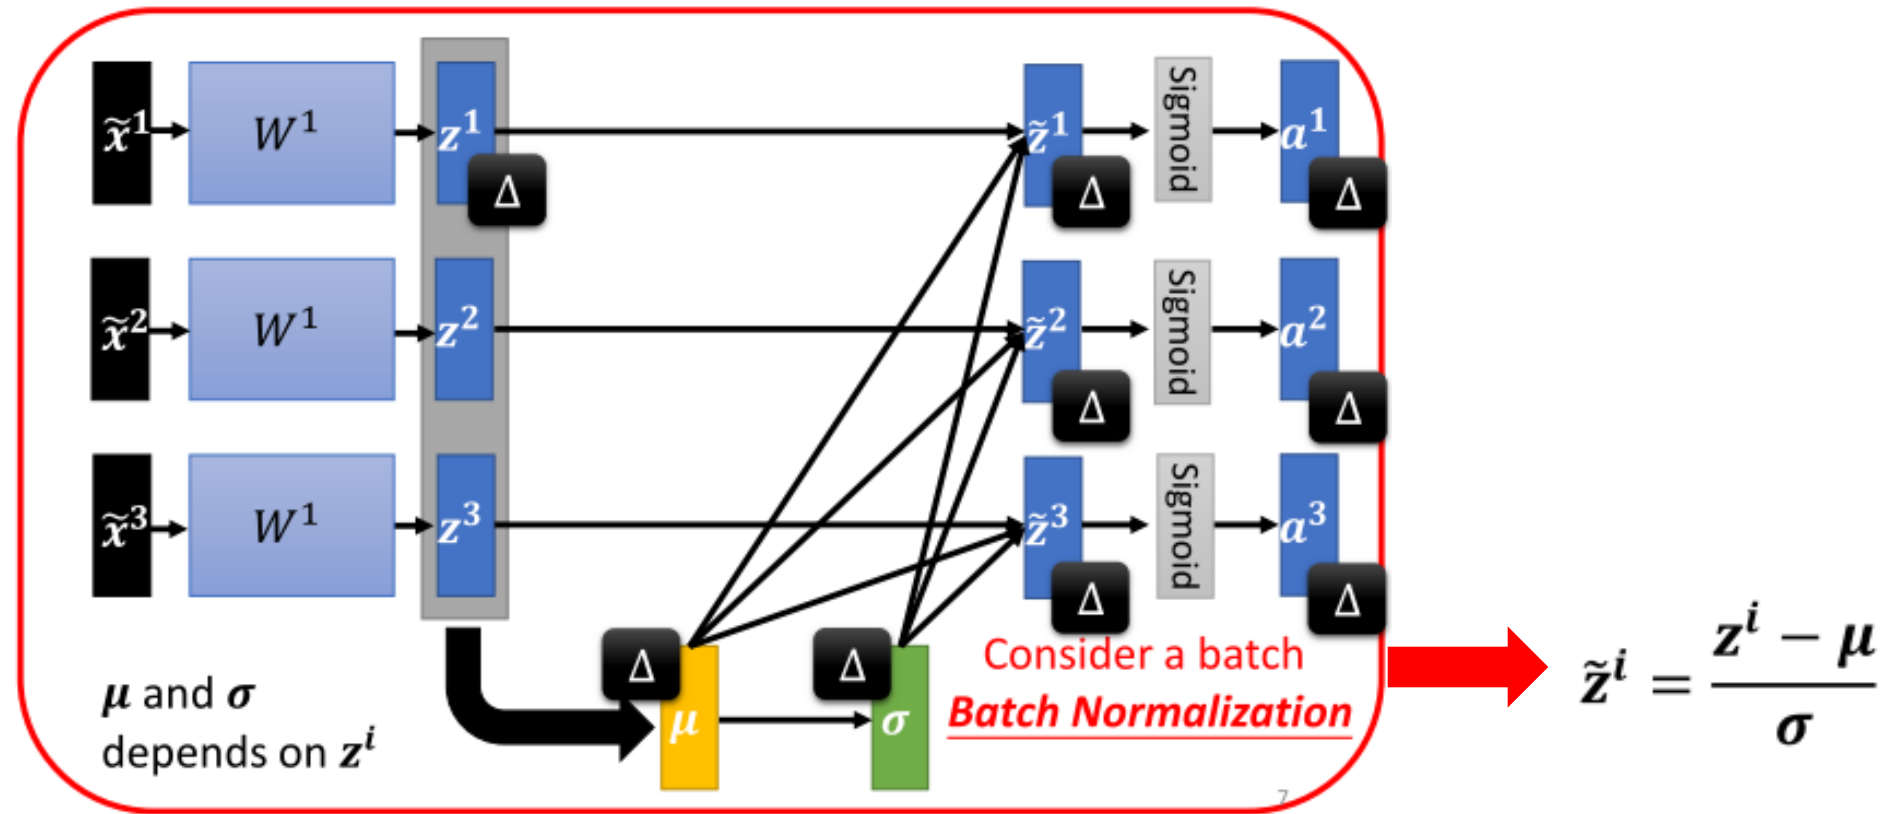 x̃¹ W¹ z¹ z̃¹ Sigmoid a¹
Δ Δ Δ
x̃² W¹ z² z̃² Sigmoid a²
Δ Δ
x̃³ W¹ z³ z̃³ Sigmoid a³
Δ Δ
Δ Δ
μ σ
μ and σ
depends on zⁱ
Consider a batch
Batch Normalization
7
z̃ⁱ = (zⁱ − μ) / σ